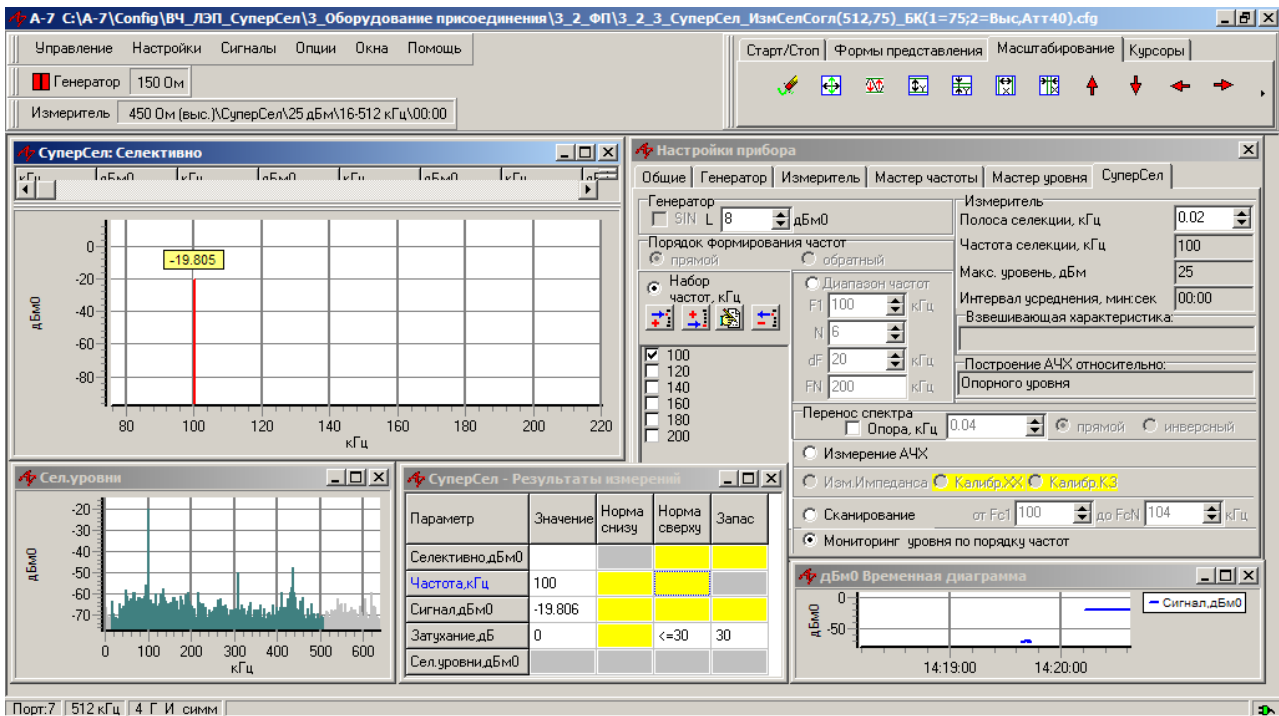 A-7 C:\A-7\Config\ВЧ_ЛЭП_СуперСел\3_Оборудование присоединения\3_2_ФП\3_2_3_СуперСел_ИзмСелСогл(512,75)_БК(1=75;2=Выс,Атт40).cfg
Управление Настройки Сигналы Опции Окна Помощь
Старт/Стоп Формы представления Масштабирование Курсоры
Генератор 150 Ом
Измеритель 450 Ом (выс.)\СуперСел\25 дБм\16-512 кГц\00:00
СуперСел: Селективно
кГц дБм0 кГц дБм0 кГц дБм0 кГц
0
-20
-40
-60
-80
дБм0
-19.805
80 100 120 140 160 180 200 220
кГц
Настройки прибора
Общие Генератор Измеритель Мастер частоты Мастер уровня СуперСел
Генератор
SIN L 8 дБм0
Порядок формирования частот
прямой обратный
Набор частот, кГц
100
120
140
160
180
200
Диапазон частот
F1 100 кГц
N 6
dF 20 кГц
FN 200 кГц
Измеритель
Полоса селекции, кГц 0.02
Частота селекции, кГц 100
Макс. уровень, дБм 25
Интервал усреднения, мин:сек 00:00
Взвешивающая характеристика:
Построение АЧХ относительно:
Опорного уровня
Перенос спектра
Опора, кГц 0.04 прямой инверсный
Измерение АЧХ
Изм.Импеданса Калибр.ХХ Калибр.КЗ
Сканирование от Fc1 100 до FcN 104 кГц
Мониторинг уровня по порядку частот
Сел.уровни
-20
-30
-40
-50
-60
-70
дБм0
0 100 200 300 400 500 600
кГц
СуперСел - Результаты измерений
Параметр Значение Норма снизу Норма сверху Запас
Селективно,дБм0
Частота,кГц 100
Сигнал,дБм0 -19.806
Затухание,дБ 0 <=30 30
Сел.уровни,дБм0
дБм0 Временная диаграмма
0
-50
дБм0
14:19:00 14:20:00
Сигнал,дБм0
Порт:7 512 кГц 4 Г И симм